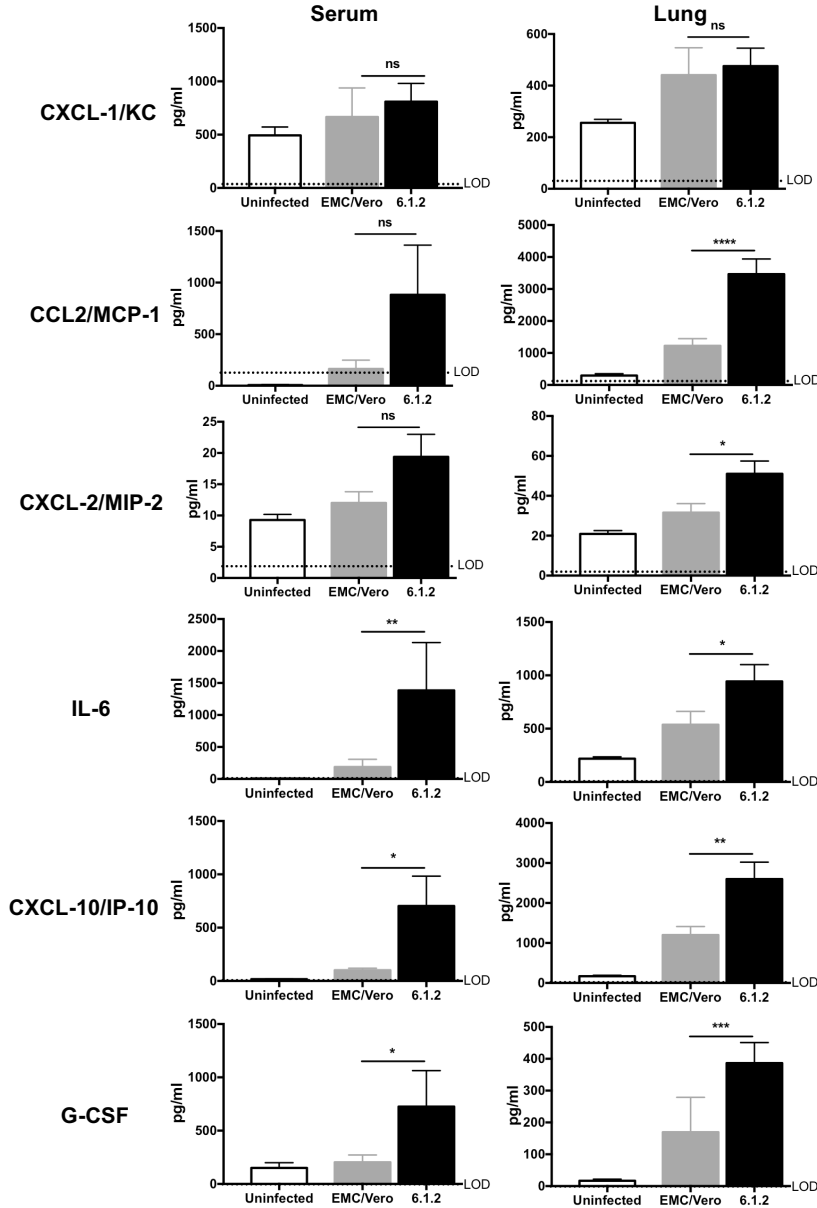 Serum Lung
CXCL-1/KC
pg/ml
1500
1000
500
0
ns
LOD
Uninfected EMC/Vero 6.1.2
pg/ml
600
400
200
0
ns
LOD
Uninfected EMC/Vero 6.1.2
CCL2/MCP-1
pg/ml
1500
1000
500
0
ns
LOD
Uninfected EMC/Vero 6.1.2
pg/ml
5000
4000
3000
2000
1000
0
****
LOD
Uninfected EMC/Vero 6.1.2
CXCL-2/MIP-2
pg/ml
25
20
15
10
5
0
ns
LOD
Uninfected EMC/Vero 6.1.2
pg/ml
80
60
40
20
0
*
LOD
Uninfected EMC/Vero 6.1.2
IL-6
pg/ml
2500
2000
1500
1000
500
0
**
LOD
Uninfected EMC/Vero 6.1.2
pg/ml
1500
1000
500
0
*
LOD
Uninfected EMC/Vero 6.1.2
CXCL-10/IP-10
pg/ml
1500
1000
500
0
*
LOD
Uninfected EMC/Vero 6.1.2
pg/ml
4000
3000
2000
1000
0
**
LOD
Uninfected EMC/Vero 6.1.2
G-CSF
pg/ml
1500
1000
500
0
*
LOD
Uninfected EMC/Vero 6.1.2
pg/ml
500
400
300
200
100
0
***
LOD
Uninfected EMC/Vero 6.1.2